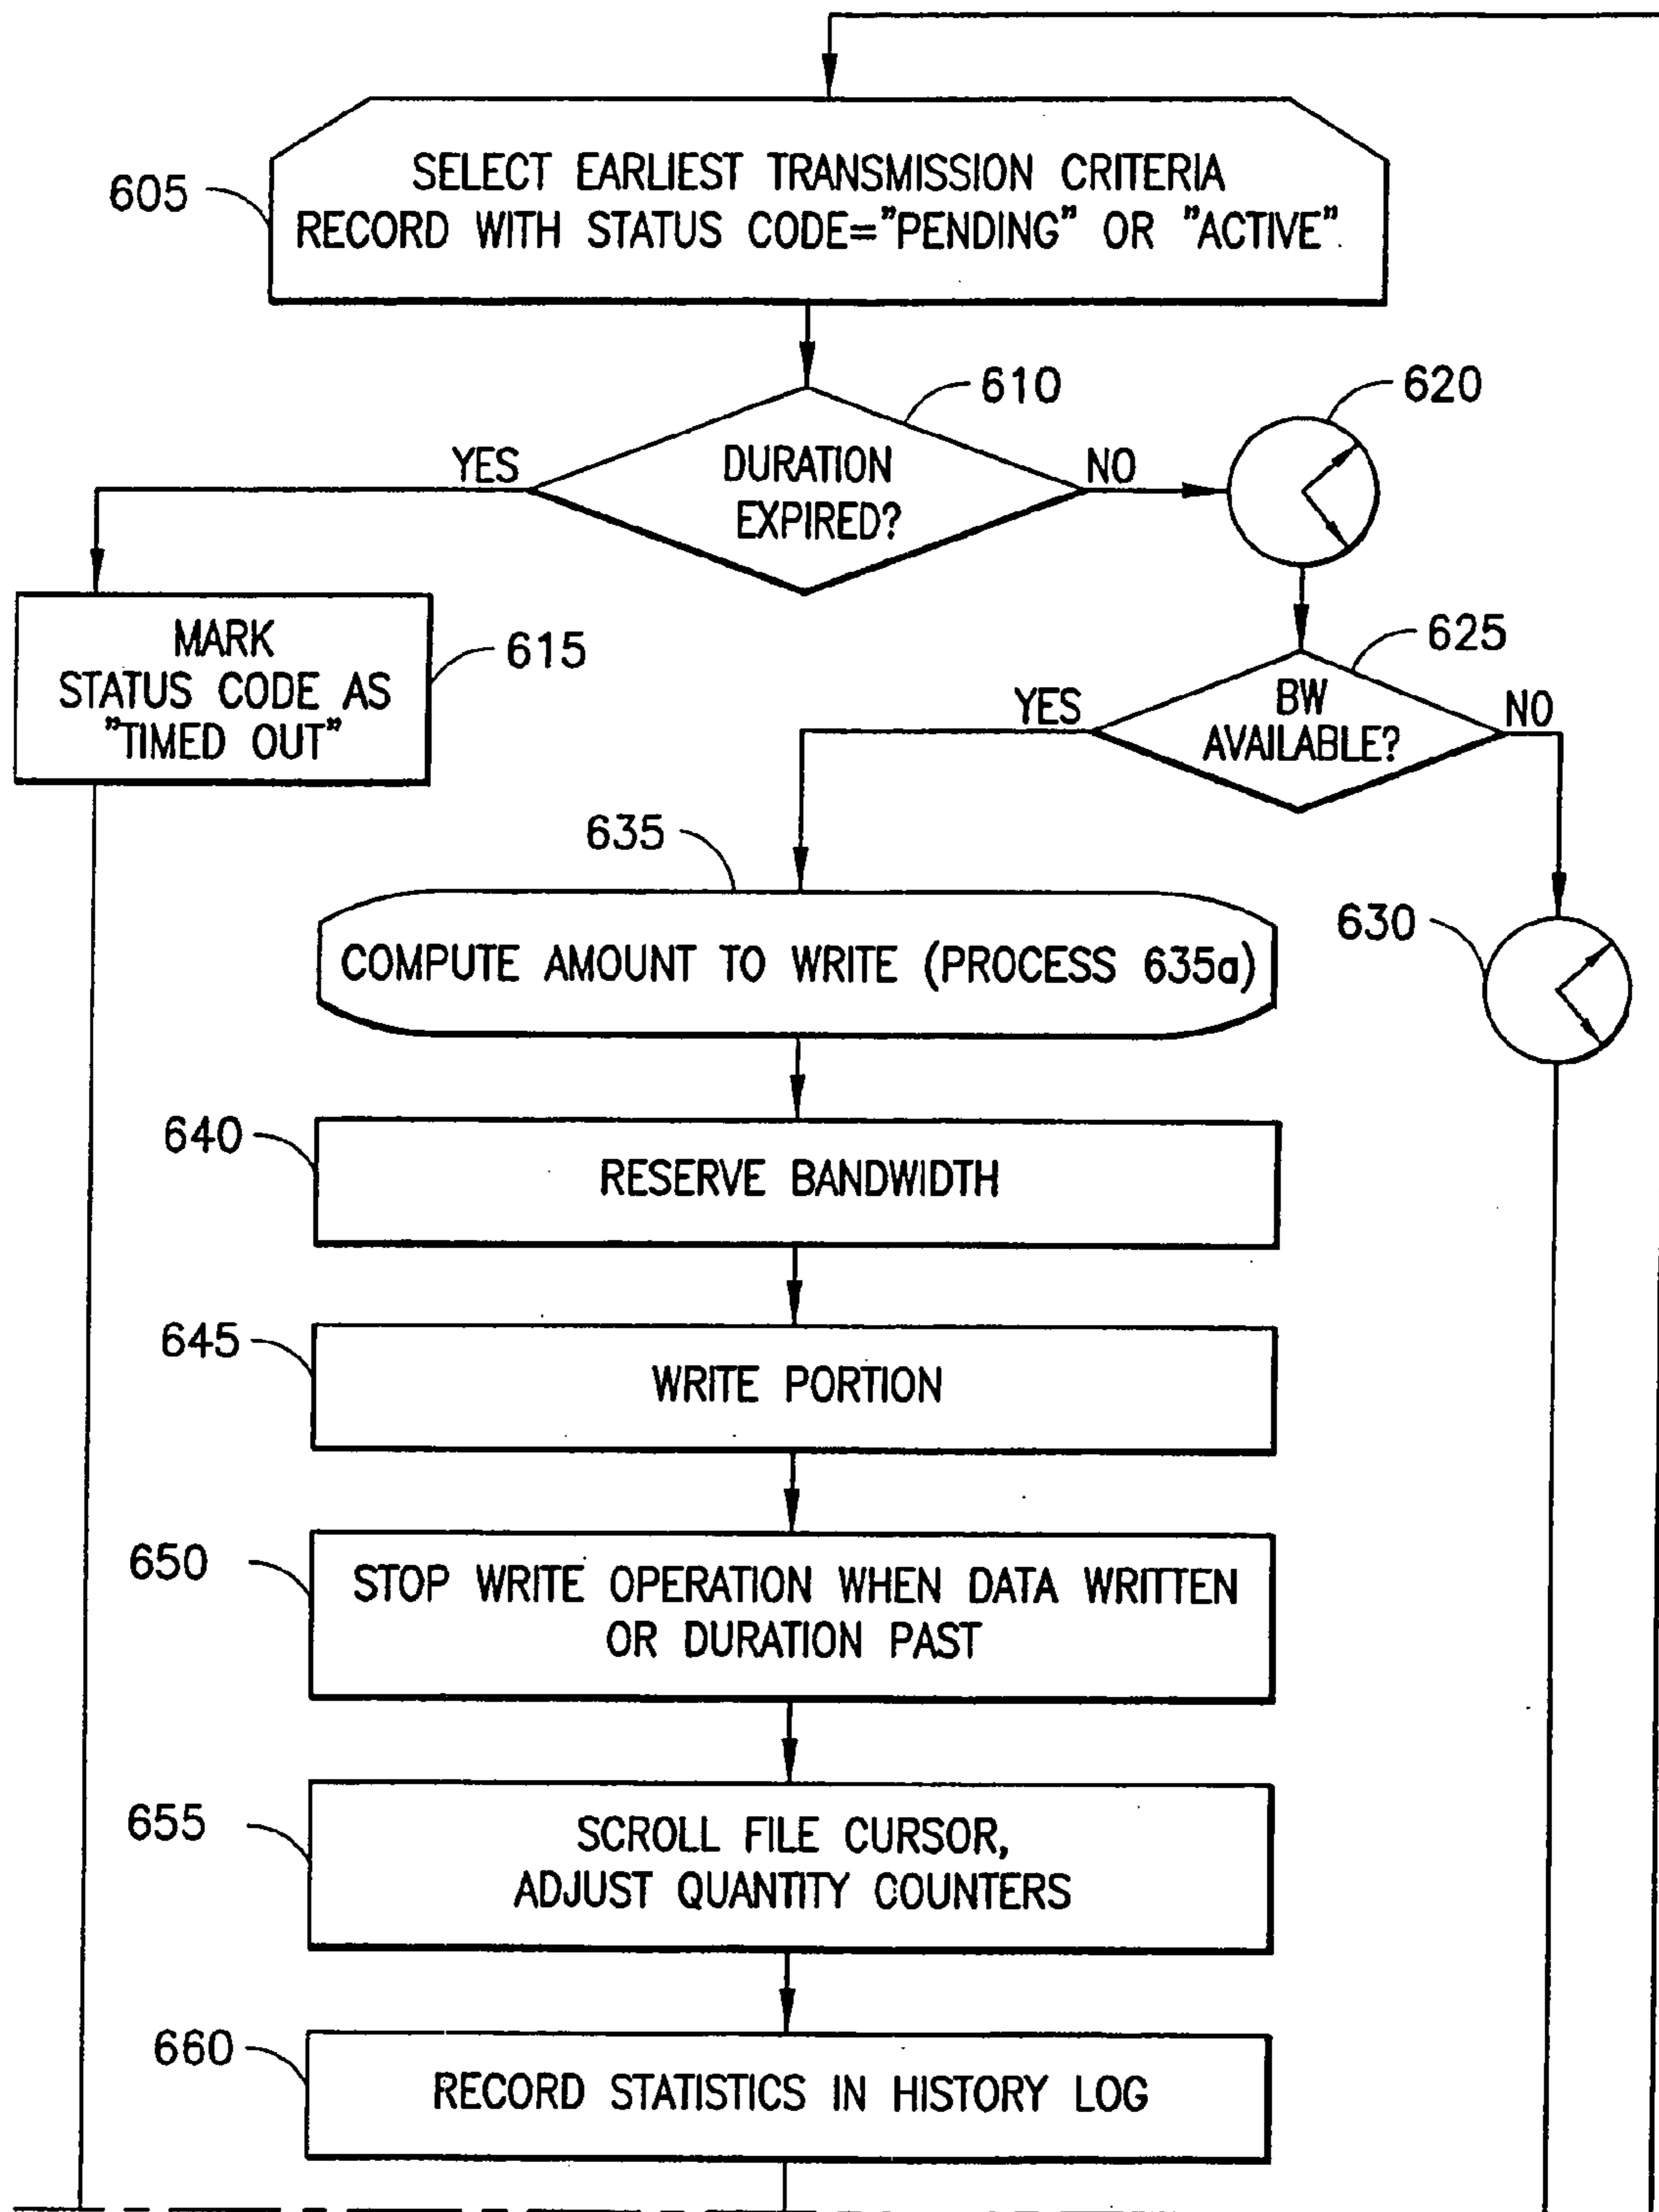 605
SELECT EARLIEST TRANSMISSION CRITERIA
RECORD WITH STATUS CODE="PENDING" OR "ACTIVE"
610
620
YES
DURATION
EXPIRED?
NO
MARK
STATUS CODE AS
"TIMED OUT"
615
625
YES
BW
AVAILABLE?
NO
635
COMPUTE AMOUNT TO WRITE (PROCESS 635a)
630
640
RESERVE BANDWIDTH
645
WRITE PORTION
650
STOP WRITE OPERATION WHEN DATA WRITTEN
OR DURATION PAST
655
SCROLL FILE CURSOR,
ADJUST QUANTITY COUNTERS
660
RECORD STATISTICS IN HISTORY LOG